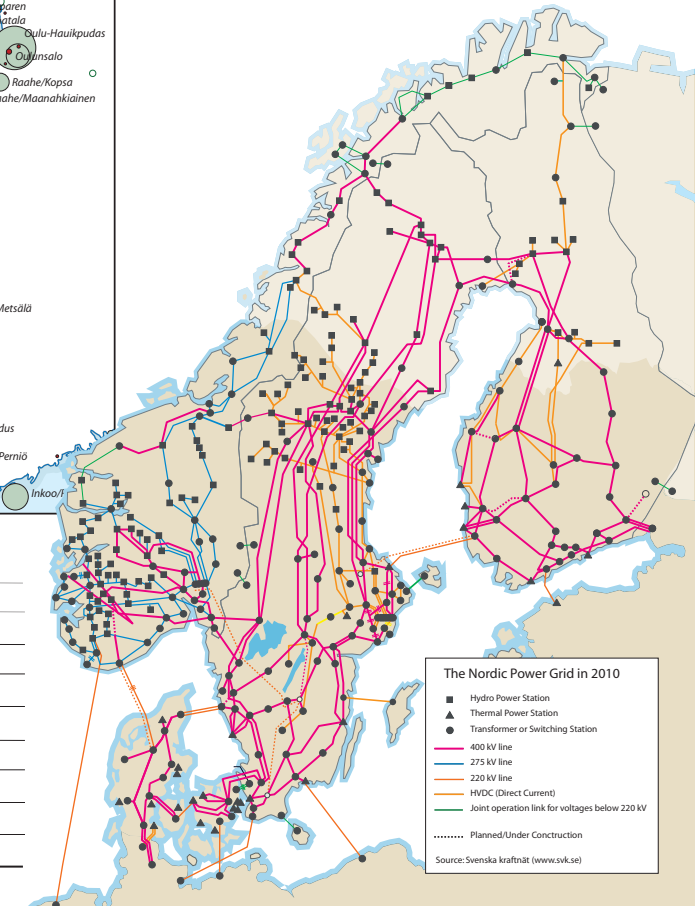 paren
atala
Oulu-Hauikpudas
Oulunsalo
Raahe/Kopsa
ahe/Maanahkiainen
Metsälä
dus
Perniö
Inkoo/
The Nordic Power Grid in 2010
Hydro Power Station
Thermal Power Station
Transformer or Switching Station
400 kV line
275 kV line
220 kV line
HVDC (Direct Current)
Joint operation link for voltages below 220 kV
Planned/Under Construction
Source: Svenska kraftnät (www.svk.se)